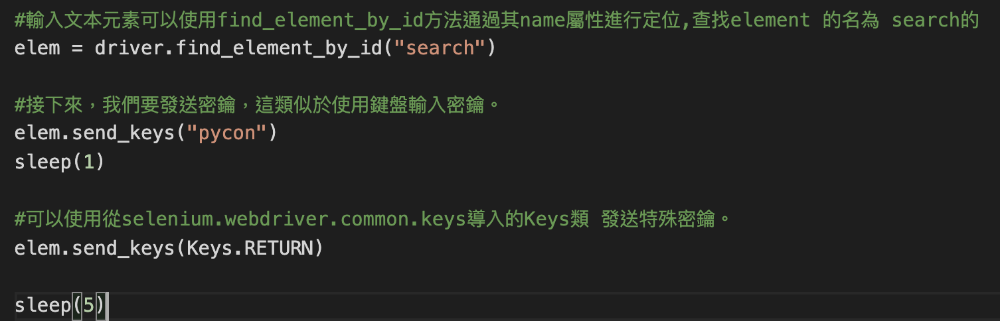 #輸入文本元素可以使用find_element_by_id方法通過其name屬性進行定位,查找element 的名為 search的
elem = driver.find_element_by_id("search")
#接下來，我們要發送密鑰，這類似於使用鍵盤輸入密鑰。
elem.send_keys("pycon")
sleep(1)
#可以使用從selenium.webdriver.common.keys導入的Keys類 發送特殊密鑰。
elem.send_keys(Keys.RETURN)
sleep(5)